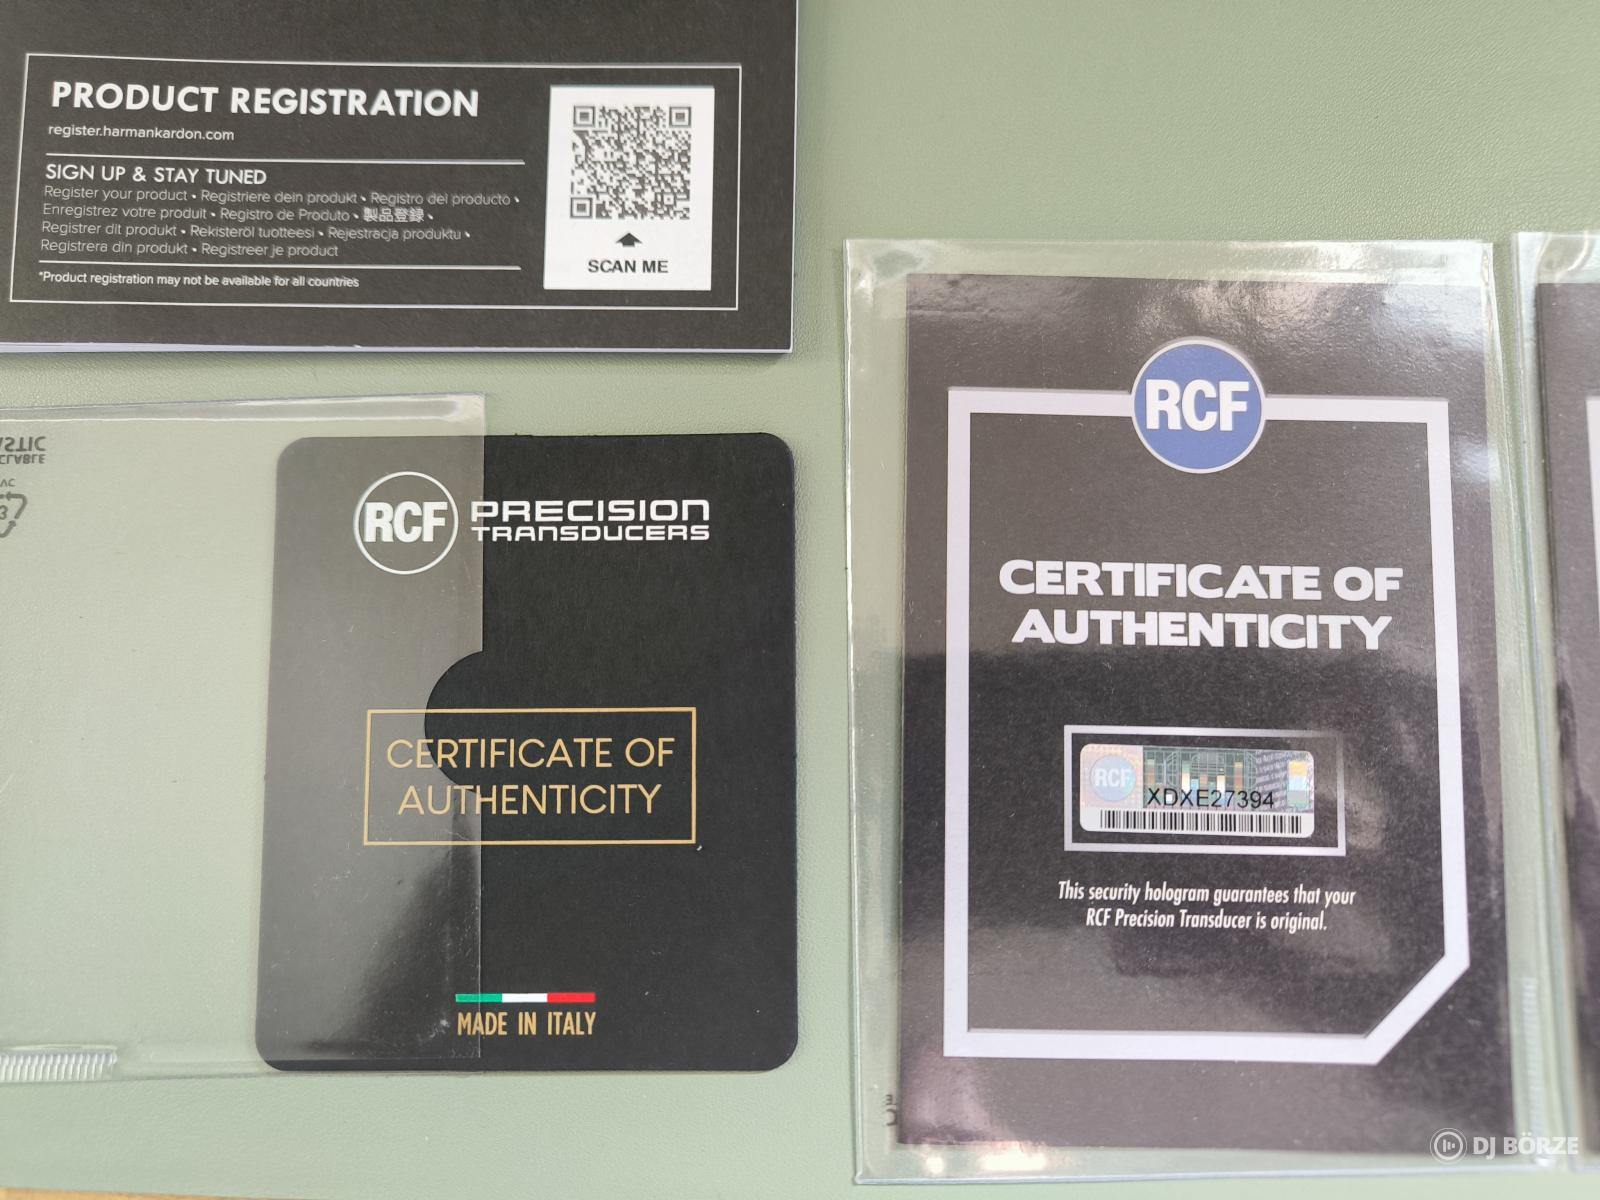 PRODUCT REGISTRATION
register.harmankardon.com
SIGN UP & STAY TUNED
Register your product • Registriere dein produkt • Registro del producto •
Enregistrez votre produit • Registro de Produto • 製品登録 •
Registrer dit produkt • Rekisteröi tuotteesi • Rejestracja produktu •
Registrera din produkt • Registreer je product
*Product registration may not be available for all countries
SCAN ME
RCF PRECISION
TRANSDUCERS
CERTIFICATE OF
AUTHENTICITY
MADE IN ITALY
RCF
CERTIFICATE OF
AUTHENTICITY
RCF
XDXE27394
This security hologram guarantees that your
RCF Precision Transducer is original.
DJ BÖRZE